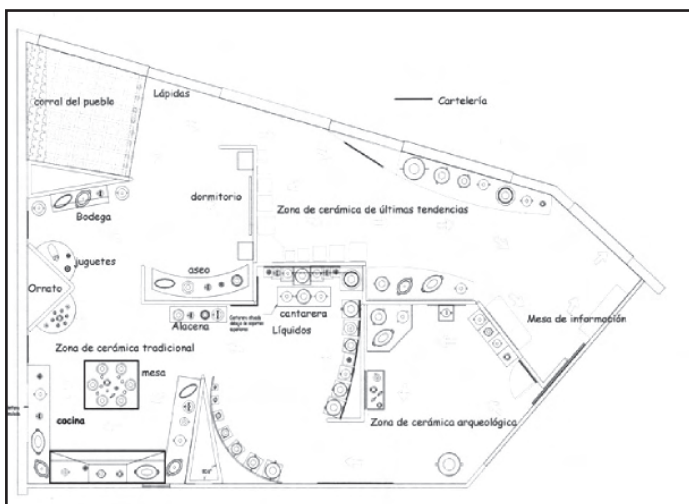 corral del pueblo
Lápidas
Cartelería
dormitorio
Zona de cerámica de últimas tendencias
Bodega
juguetes
aseo
Ornato
Alacena
cantarera
Líquidos
Mesa de información
Zona de cerámica tradicional
mesa
cocina
Zona de cerámica arqueológica